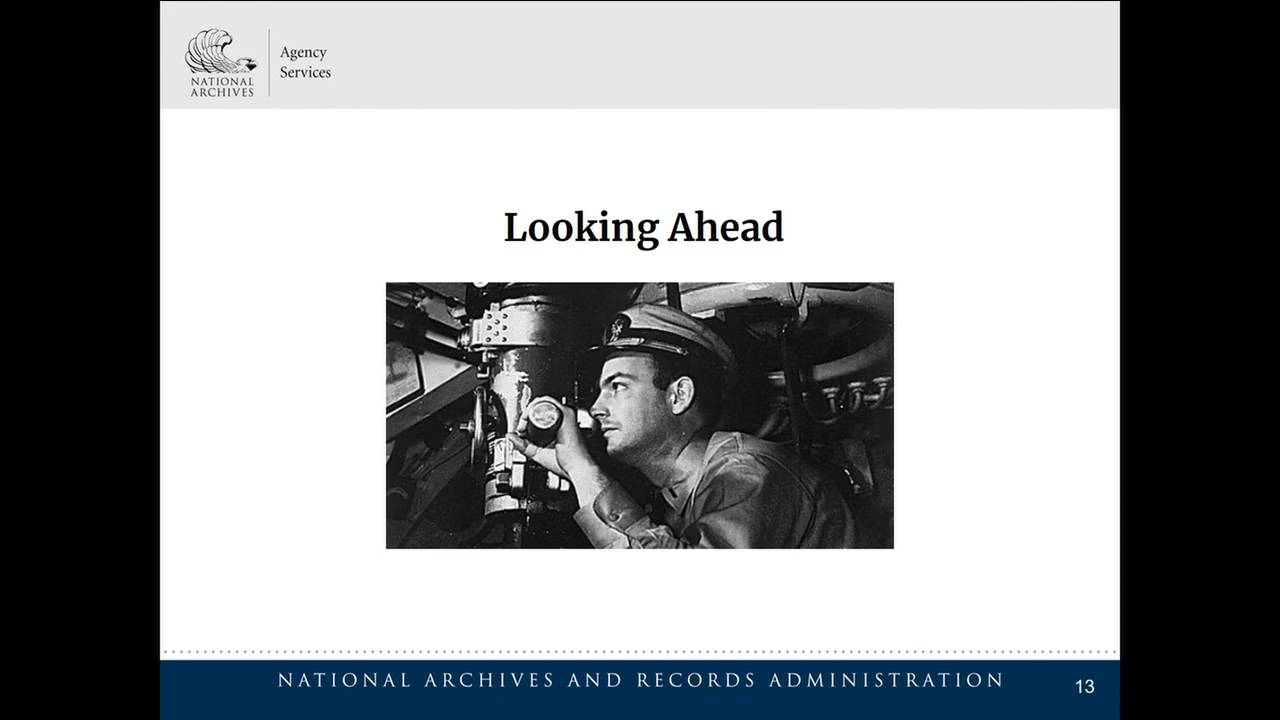 NATIONAL
ARCHIVES
Agency
Services
Looking Ahead
NATIONAL ARCHIVES AND RECORDS ADMINISTRATION
13